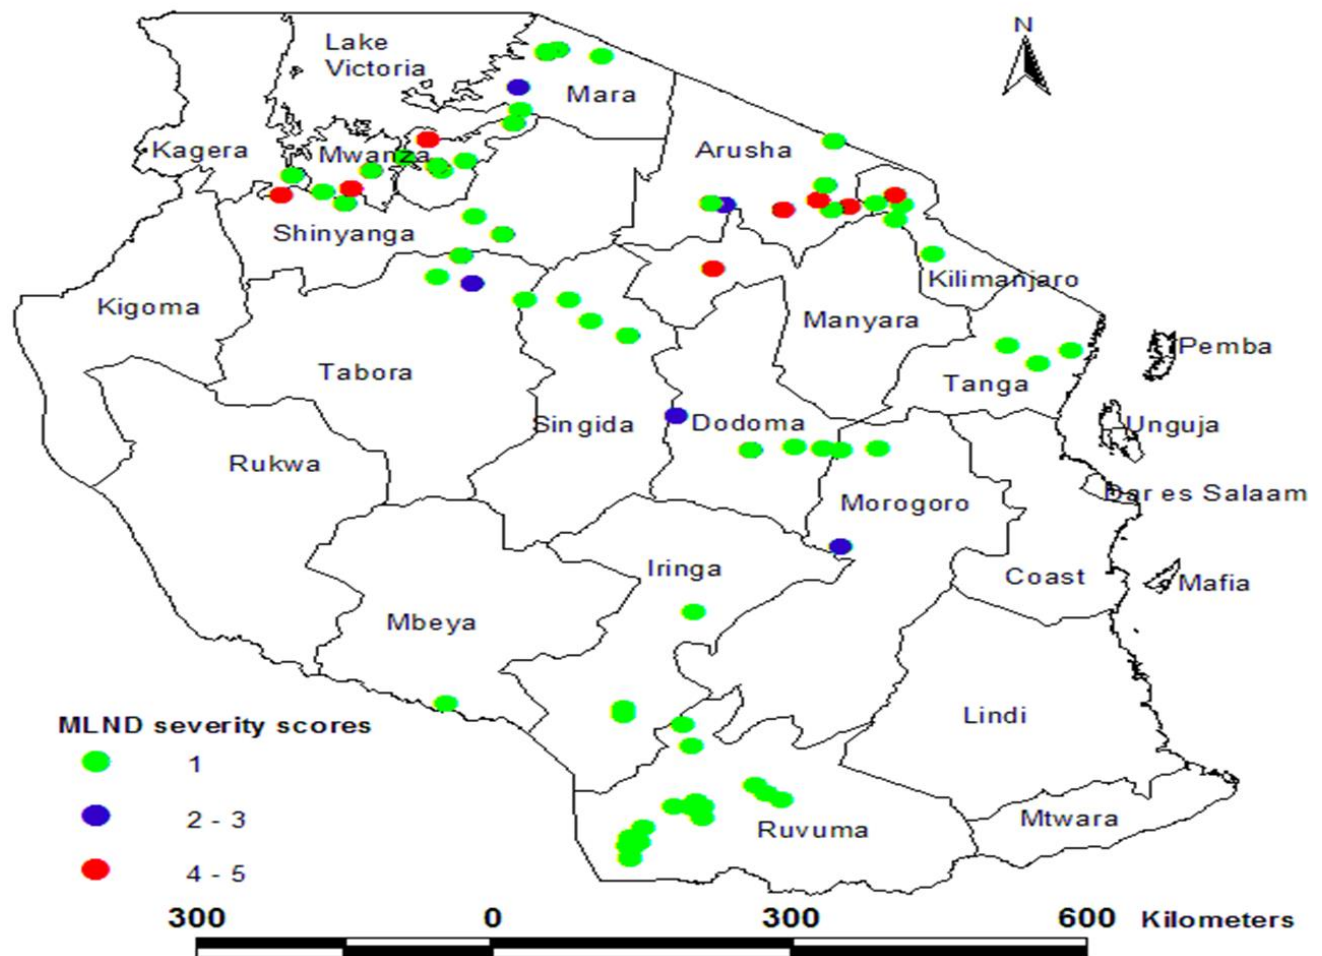 N
Lake
Victoria
Mara
Kagera
Mwanza
Arusha
Shinyanga
Kilimanjaro
Kigoma
Manyara
Pemba
Tabora
Tanga
Singida
Dodoma
Unguja
Rukwa
Dar es Salaam
Morogoro
Iringa
Coast
Mafia
Mbeya
Lindi
MLND severity scores
1
2 - 3
4 - 5
Ruvuma
Mtwara
300 0 300 600 Kilometers